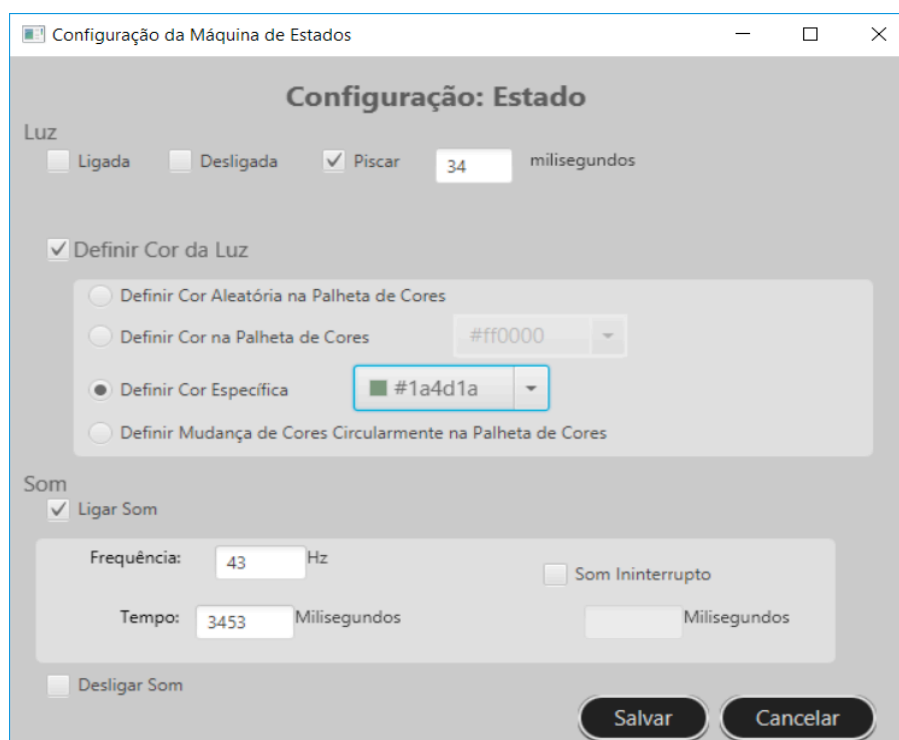 Configuração da Máquina de Estados
Configuração: Estado
Luz
Ligada Desligada Piscar 34 milisegundos
Definir Cor da Luz
Definir Cor Aleatória na Palheta de Cores
Definir Cor na Palheta de Cores #ff0000
Definir Cor Específica #1a4d1a
Definir Mudança de Cores Circularmente na Palheta de Cores
Som
Ligar Som
Frequência: 43 Hz
Som Ininterrupto
Tempo: 3453 Milisegundos Milisegundos
Desligar Som
Salvar Cancelar